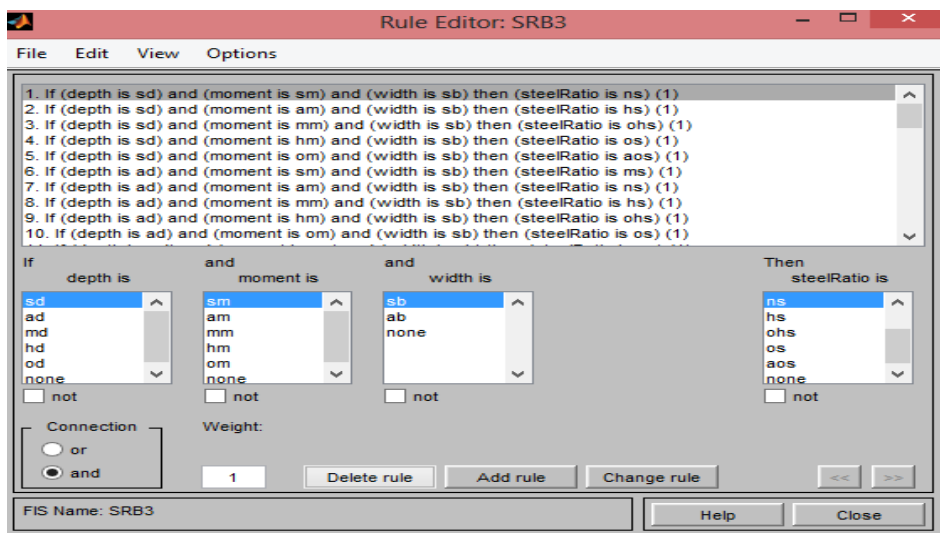 Rule Editor: SRB3
File Edit View Options
1. If (depth is sd) and (moment is sm) and (width is sb) then (steelRatio is ns) (1)
2. If (depth is sd) and (moment is am) and (width is sb) then (steelRatio is hs) (1)
3. If (depth is sd) and (moment is mm) and (width is sb) then (steelRatio is ohs) (1)
4. If (depth is sd) and (moment is hm) and (width is sb) then (steelRatio is os) (1)
5. If (depth is sd) and (moment is om) and (width is sb) then (steelRatio is aos) (1)
6. If (depth is ad) and (moment is sm) and (width is sb) then (steelRatio is ms) (1)
7. If (depth is ad) and (moment is am) and (width is sb) then (steelRatio is ns) (1)
8. If (depth is ad) and (moment is mm) and (width is sb) then (steelRatio is hs) (1)
9. If (depth is ad) and (moment is hm) and (width is sb) then (steelRatio is ohs) (1)
10. If (depth is ad) and (moment is om) and (width is sb) then (steelRatio is os) (1)
If and and Then
depth is moment is width is steelRatio is
sd sm sb ns
ad am ab hs
md mm none ohs
hd hm os
od om aos
none none none
not not not not
Connection Weight:
or
and 1 Delete rule Add rule Change rule << >>
FIS Name: SRB3 Help Close